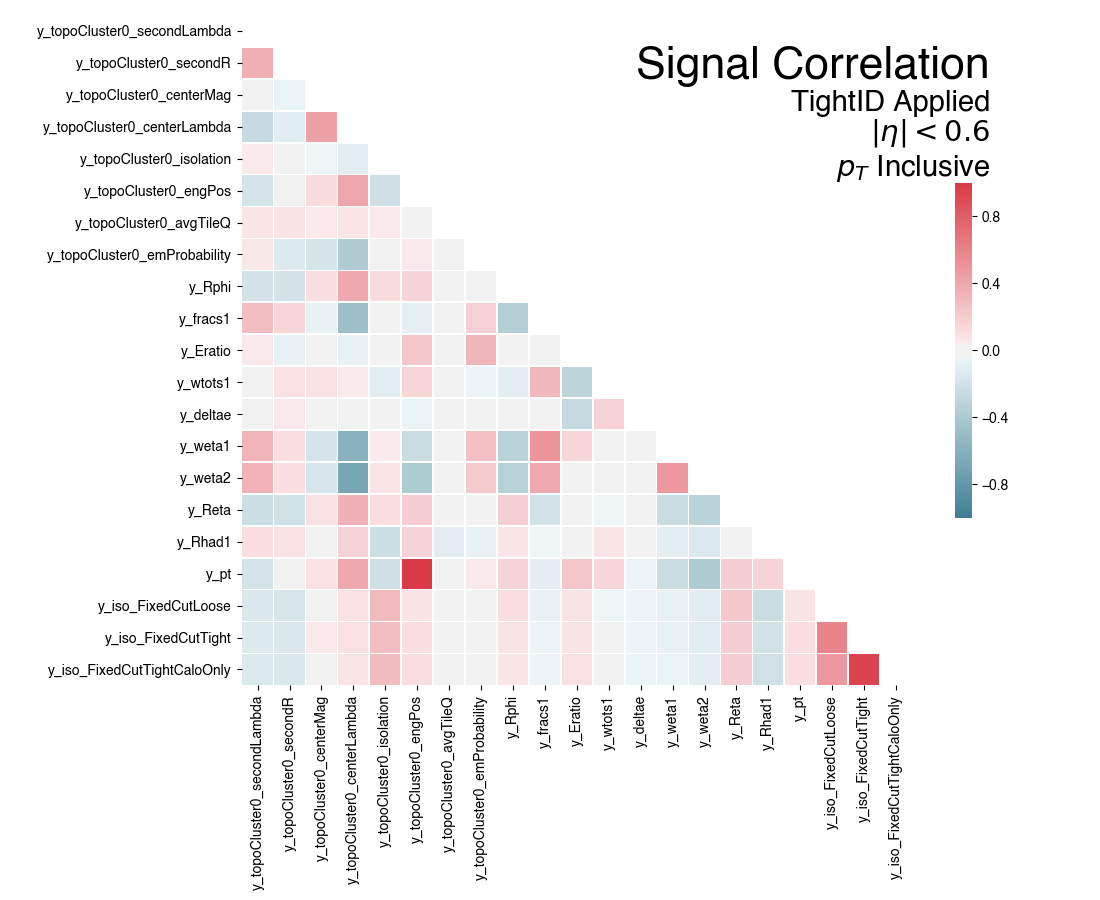 Signal Correlation
TightID Applied
|η| < 0.6
p_T Inclusive
y_topoCluster0_secondLambda
y_topoCluster0_secondR
y_topoCluster0_centerMag
y_topoCluster0_centerLambda
y_topoCluster0_isolation
y_topoCluster0_engPos
y_topoCluster0_avgTileQ
y_topoCluster0_emProbability
y_Rphi
y_fracs1
y_Eratio
y_wtots1
y_deltae
y_weta1
y_weta2
y_Reta
y_Rhad1
y_pt
y_iso_FixedCutLoose
y_iso_FixedCutTight
y_iso_FixedCutTightCaloOnly
0.8
0.4
0.0
−0.4
−0.8
y_topoCluster0_secondLambda
y_topoCluster0_secondR
y_topoCluster0_centerMag
y_topoCluster0_centerLambda
y_topoCluster0_isolation
y_topoCluster0_engPos
y_topoCluster0_avgTileQ
y_topoCluster0_emProbability
y_Rphi
y_fracs1
y_Eratio
y_wtots1
y_deltae
y_weta1
y_weta2
y_Reta
y_Rhad1
y_pt
y_iso_FixedCutLoose
y_iso_FixedCutTight
y_iso_FixedCutTightCaloOnly